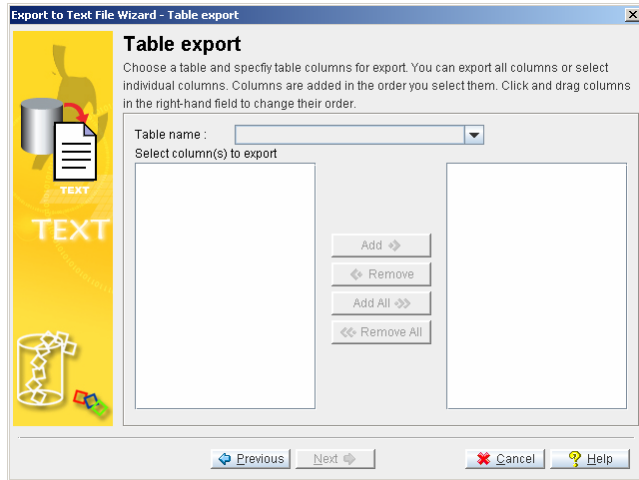 Export to Text File Wizard - Table export
Table export
Choose a table and specfiy table columns for export. You can export all columns or select
individual columns. Columns are added in the order you select them. Click and drag columns
in the right-hand field to change their order.
Table name :
Select column(s) to export
TEXT
TEXT
Add
Remove
Add All
Remove All
Previous
Next
Cancel
Help